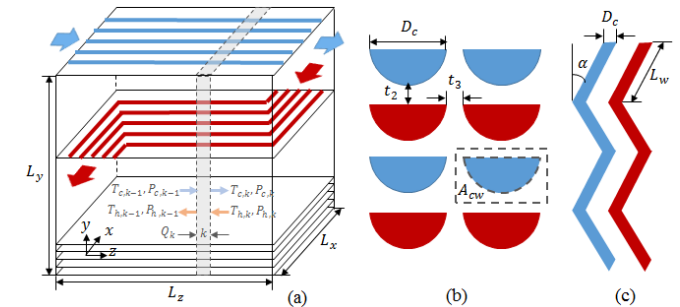 L_y
T_{c,k-1}, P_{c,k-1}
T_{c,k}, P_{c,k}
T_{h,k-1}, P_{h,k-1}
T_{h,k}, P_{h,k}
Q_k
k
y
x
z
L_x
L_z
(a)
D_c
t_2
t_3
A_{cw}
(b)
D_c
α
L_w
(c)